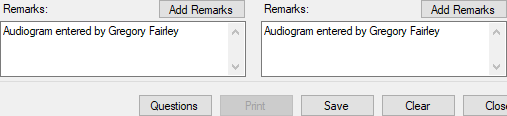 Remarks: Add Remarks Remarks: Add Remarks
Audiogram entered by Gregory Fairley Audiogram entered by Gregory Fairley
Questions Print Save Clear Close